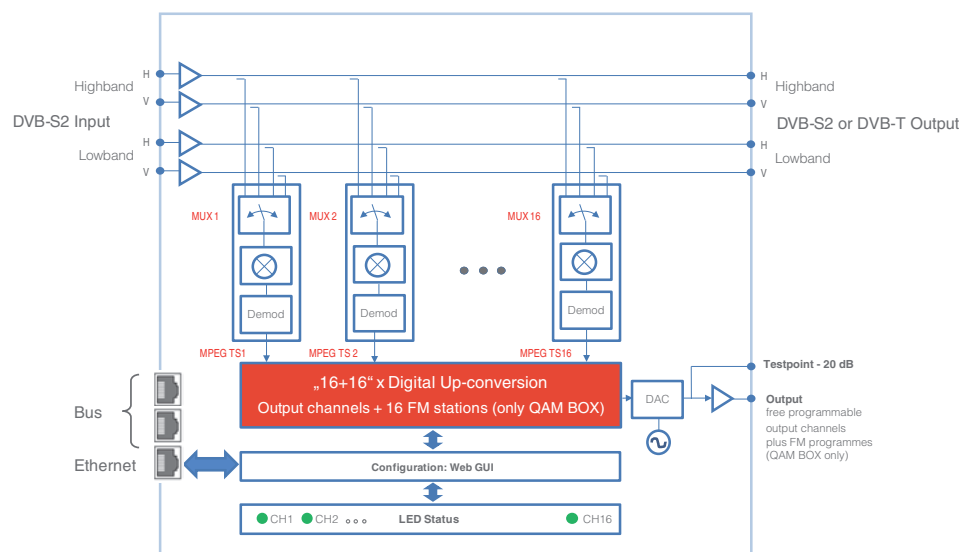 H
Highband
V
DVB-S2 Input
H
Lowband
V
H
Highband
V
DVB-S2 or DVB-T Output
H
Lowband
V
MUX 1
MUX 2
MUX 16
Demod
Demod
Demod
MPEG TS1
MPEG TS 2
MPEG TS16
„16+16“ x Digital Up-conversion
Output channels + 16 FM stations (only QAM BOX)
DAC
Testpoint - 20 dB
Output
free programmable
output channels
plus FM programmes
(QAM BOX only)
Bus
Ethernet
Configuration: Web GUI
CH1 CH2 LED Status CH16